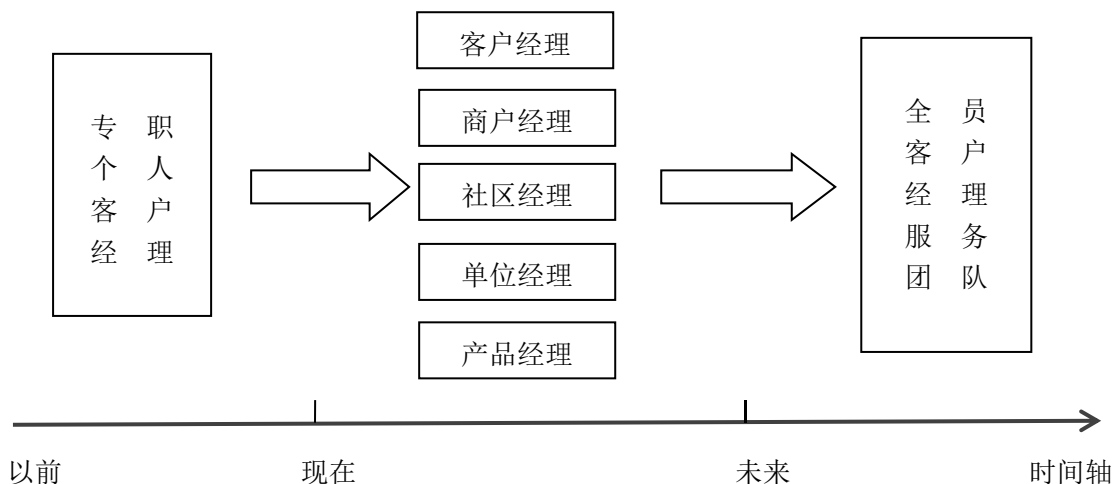 专 职
个 人
客 户
经 理
客户经理
商户经理
社区经理
单位经理
产品经理
全 员
客 户
经 理
服 务
团 队
以前
现在
未来
时间轴